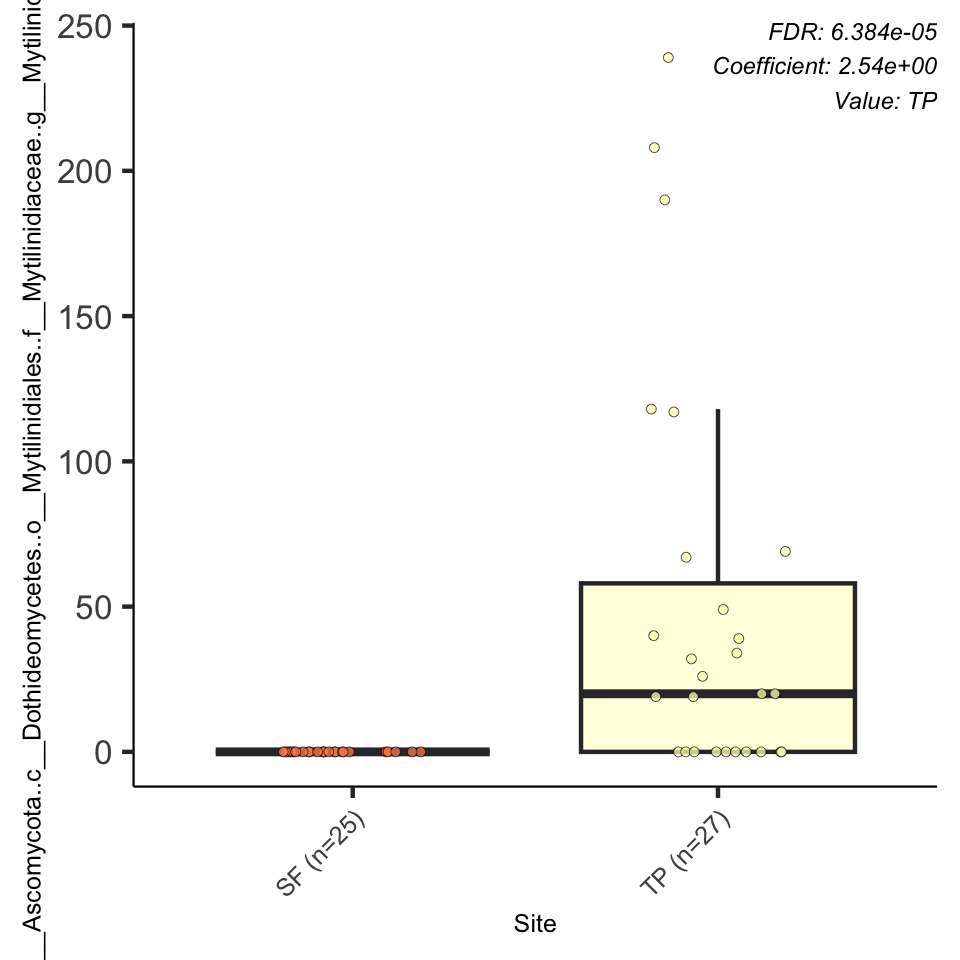 __Ascomycota..c__Dothideomycetes..o__Mytilinidiales..f__Mytilinidiaceae..g__Mytilinid
250
200
150
100
50
0
FDR: 6.384e-05
Coefficient: 2.54e+00
Value: TP
SF (n=25)
TP (n=27)
Site